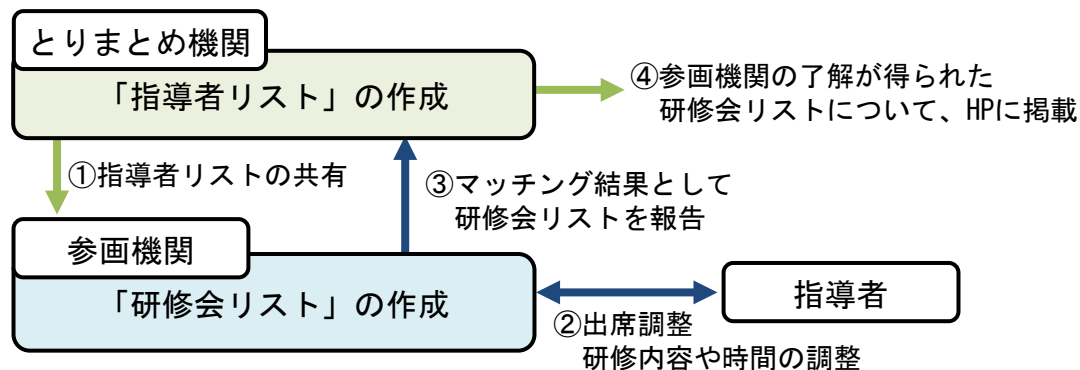 とりまとめ機関
「指導者リスト」の作成
④参画機関の了解が得られた
研修会リストについて、HPに掲載
①指導者リストの共有
③マッチング結果として
研修会リストを報告
参画機関
「研修会リスト」の作成
指導者
②出席調整
研修内容や時間の調整